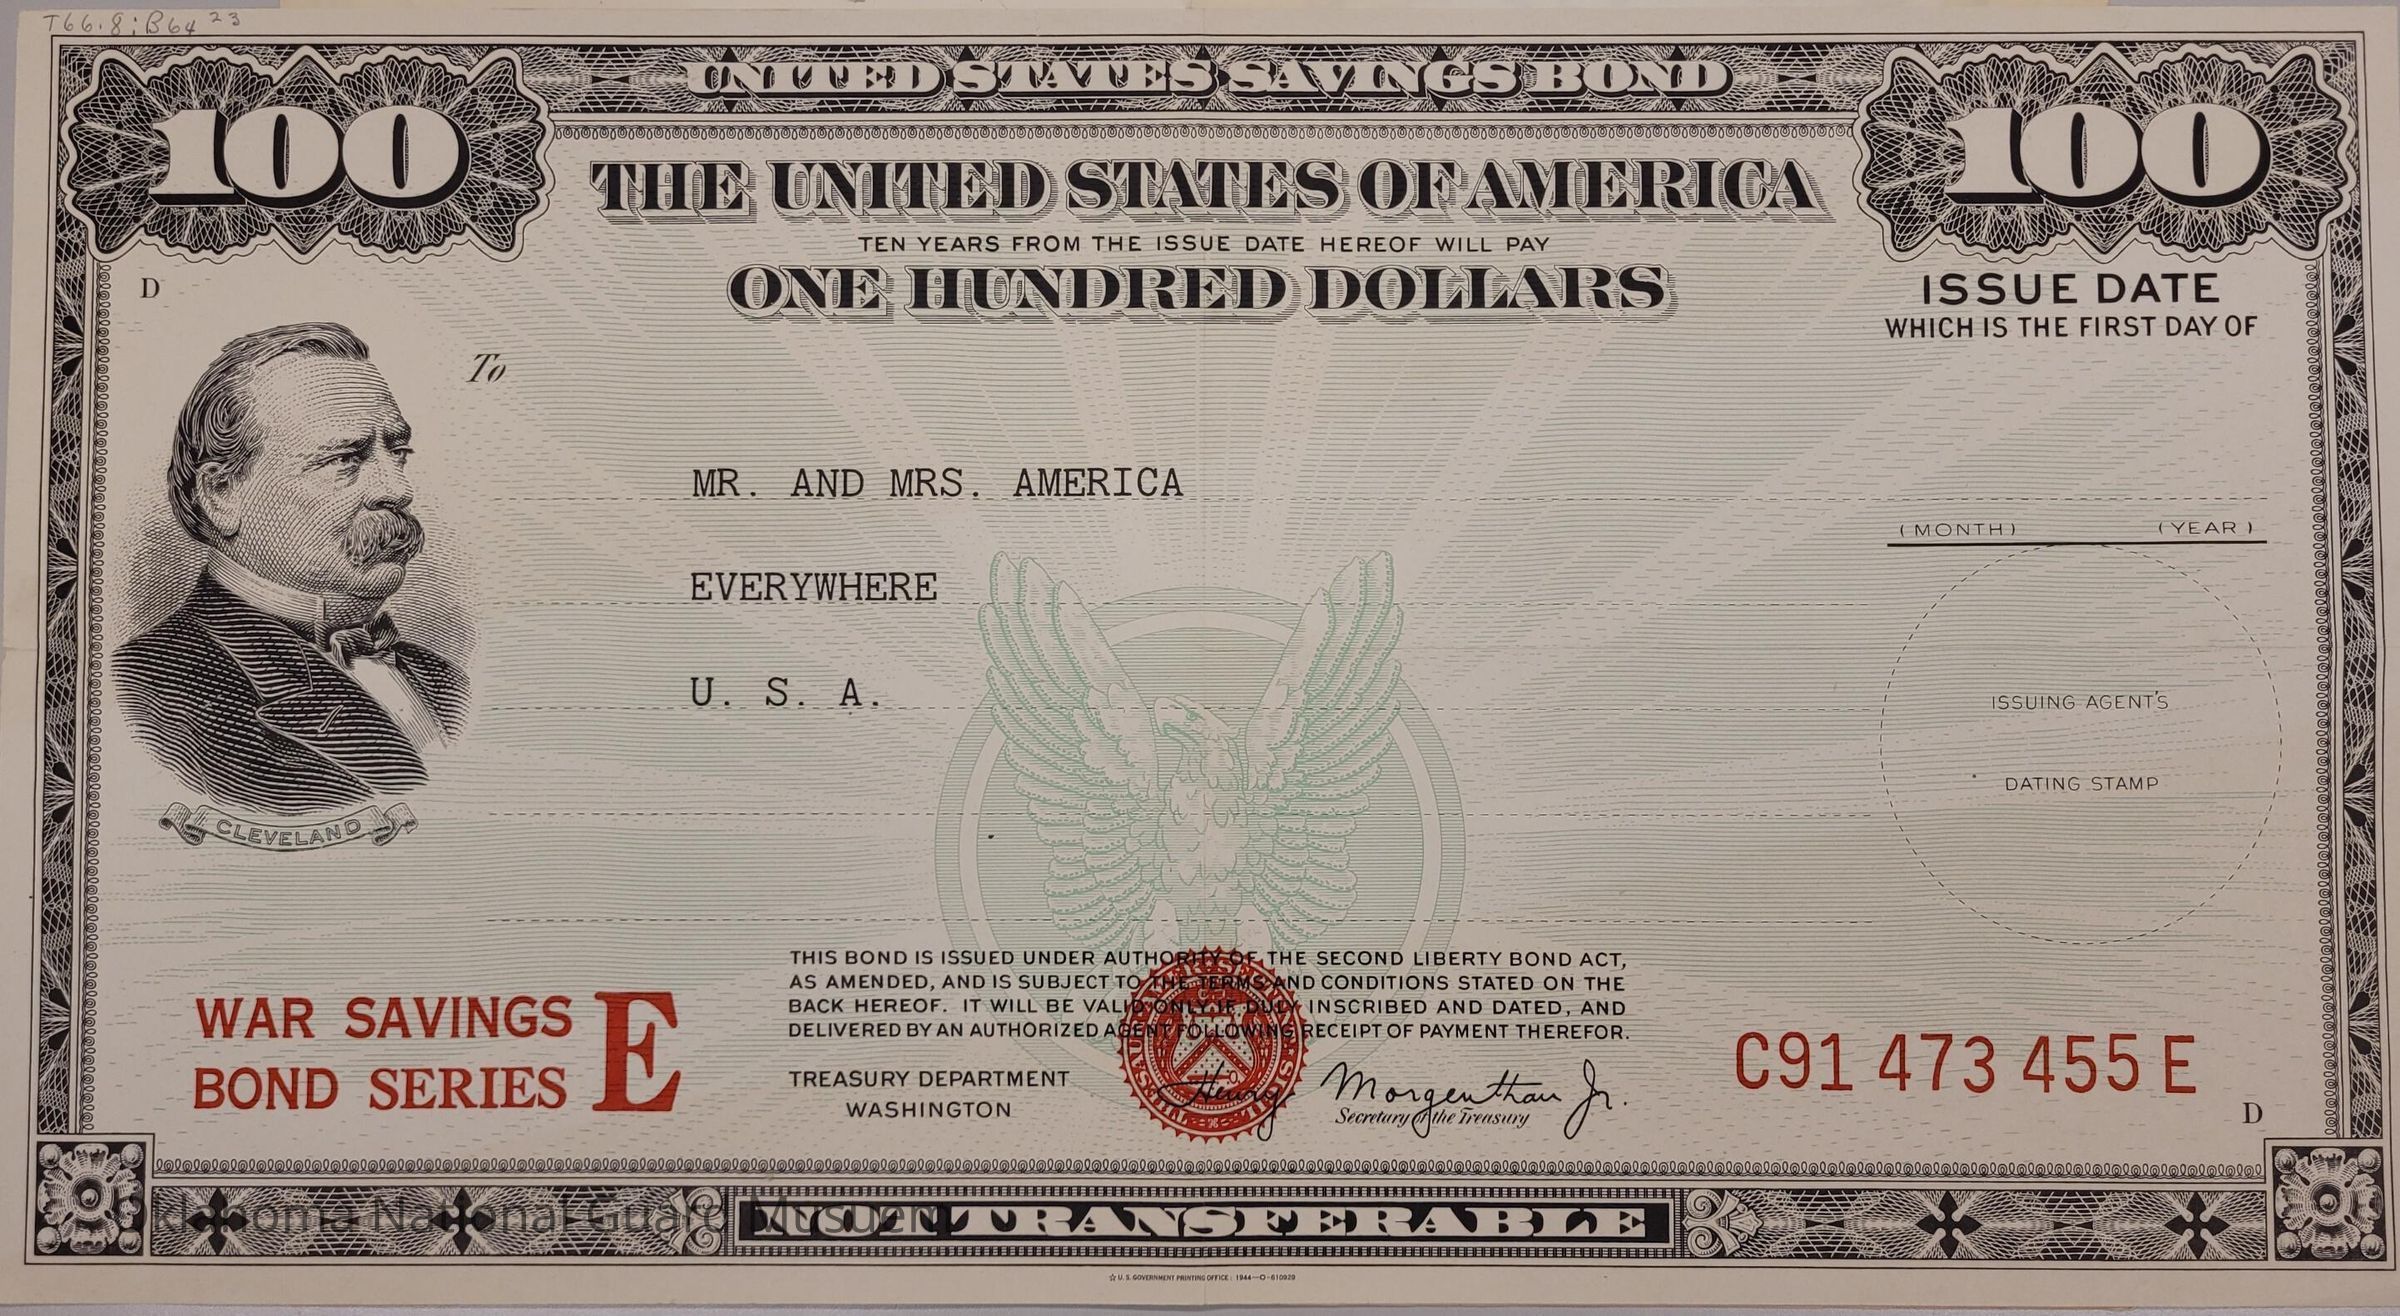 T66.8:B64 23
UNITED STATES SAVINGS BOND
100
100
THE UNITED STATES OF AMERICA
TEN YEARS FROM THE ISSUE DATE HEREOF WILL PAY
ONE HUNDRED DOLLARS
D
ISSUE DATE
WHICH IS THE FIRST DAY OF
To
MR. AND MRS. AMERICA
(MONTH) (YEAR)
EVERYWHERE
U. S. A.
ISSUING AGENT'S
DATING STAMP
CLEVELAND
THIS BOND IS ISSUED UNDER AUTHORITY OF THE SECOND LIBERTY BOND ACT,
AS AMENDED, AND IS SUBJECT TO THE TERMS AND CONDITIONS STATED ON THE
BACK HEREOF. IT WILL BE VALID ONLY IF DULY INSCRIBED AND DATED, AND
DELIVERED BY AN AUTHORIZED AGENT FOLLOWING RECEIPT OF PAYMENT THEREFOR.
WAR SAVINGS
BOND SERIES E
TREASURY DEPARTMENT
WASHINGTON
Henry Morgenthau Jr.
Secretary of the Treasury
C91 473 455 E
D
Oklahoma National Guard Musuem
NOT TRANSFERABLE
☆ U. S. GOVERNMENT PRINTING OFFICE : 1944—O-610929